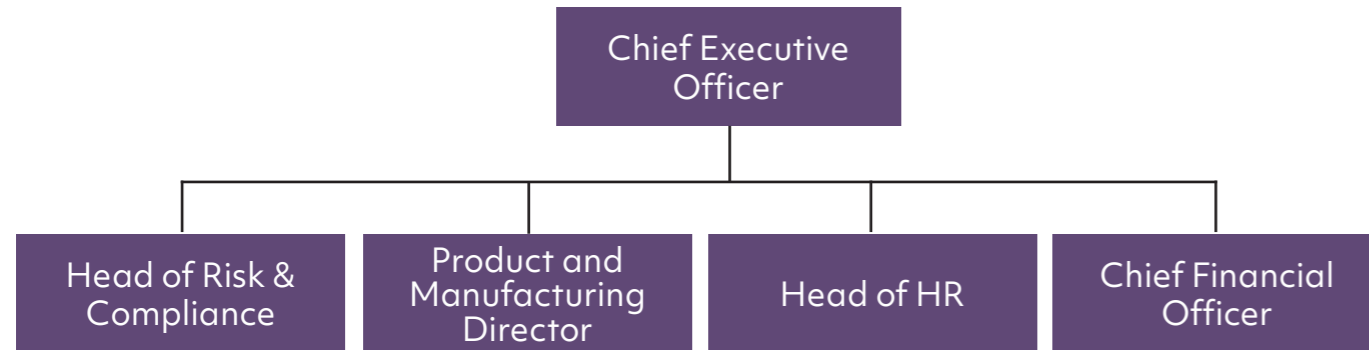 Chief Executive
Officer
Head of Risk &
Compliance
Product and
Manufacturing
Director
Head of HR
Chief Financial
Officer